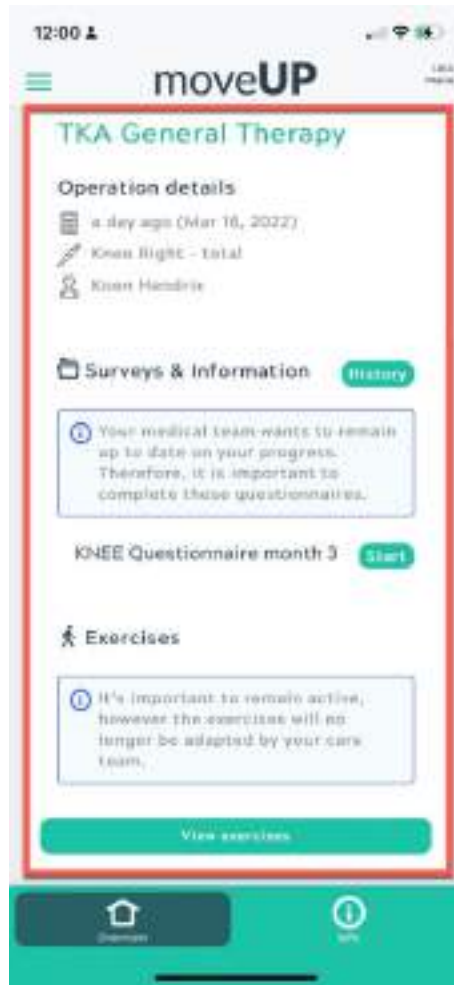 12:00
moveUP
TKA General Therapy
Operation details
a day ago (Mar 16, 2022)
Knee Right - total
Koen Hendrix
Surveys & Information
History
Your medical team wants to remain
up to date on your progress.
Therefore, it is important to
complete these questionnaires.
KNEE Questionnaire month 3
Start
Exercises
It's important to remain active,
however the exercises will no
longer be adapted by your care
team.
View exercises
Overview